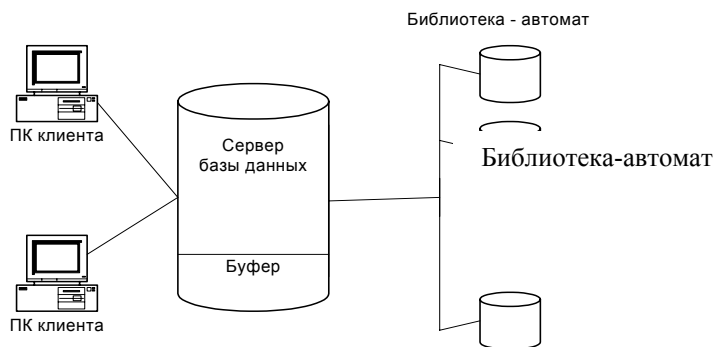 Библиотека - автомат
ПК клиента
Сервер
базы данных
Библиотека-автомат
Буфер
ПК клиента